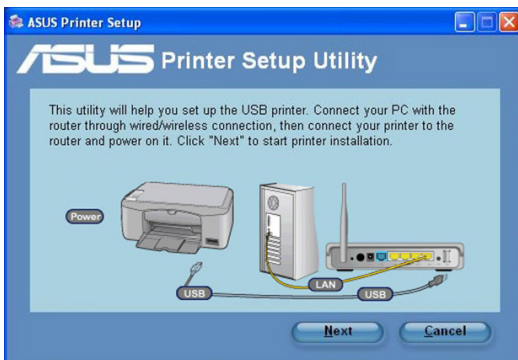 ASUS Printer Setup
ASUS Printer Setup Utility
This utility will help you set up the USB printer. Connect your PC with the
router through wired/wireless connection, then connect your printer to the
router and power on it. Click "Next" to start printer installation.
Power
USB
LAN
USB
Next
Cancel